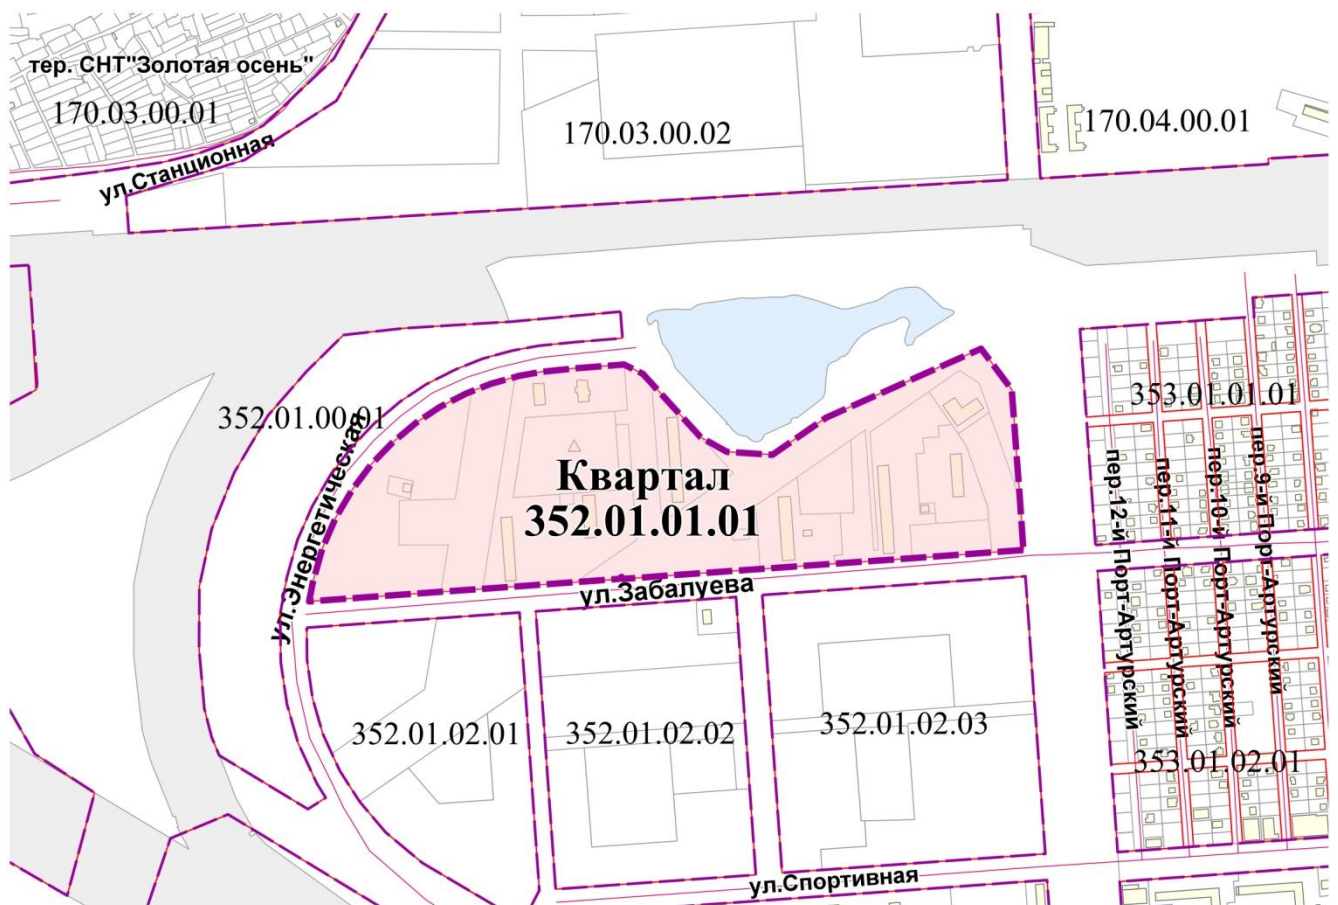 тер. СНТ"Золотая осень"
170.03.00.01
170.03.00.02
170.04.00.01
ул.Станционная
352.01.00.01
353.01.01.01
ул.Энергетическая
Квартал
352.01.01.01
пер.12-й Порт-Артурский
пер.11-й Порт-Артурский
пер.10-й Порт-Артурский
пер.9-й Порт-Артурский
ул.Забалуева
352.01.02.01
352.01.02.02
352.01.02.03
353.01.02.01
ул.Спортивная